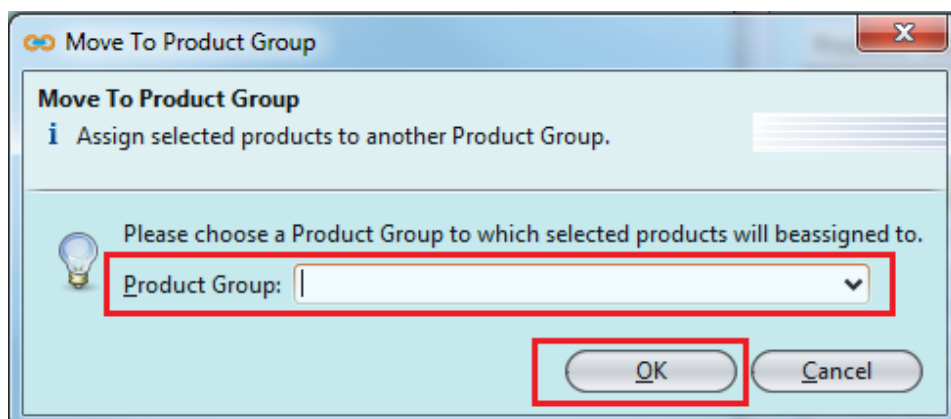 Move To Product Group
Move To Product Group
i Assign selected products to another Product Group.
Please choose a Product Group to which selected products will beassigned to.
Product Group:
OK Cancel